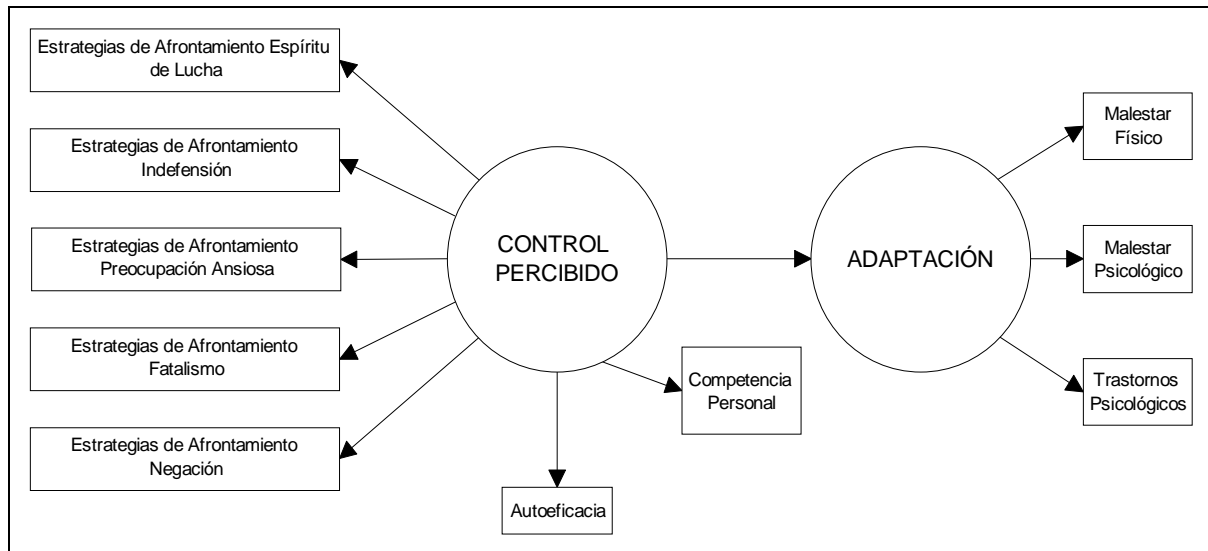 Estrategias de Afrontamiento Espíritu
de Lucha
Estrategias de Afrontamiento
Indefensión
Estrategias de Afrontamiento
Preocupación Ansiosa
Estrategias de Afrontamiento
Fatalismo
Estrategias de Afrontamiento
Negación
CONTROL
PERCIBIDO
Competencia
Personal
Autoeficacia
ADAPTACIÓN
Malestar
Físico
Malestar
Psicológico
Trastornos
Psicológicos